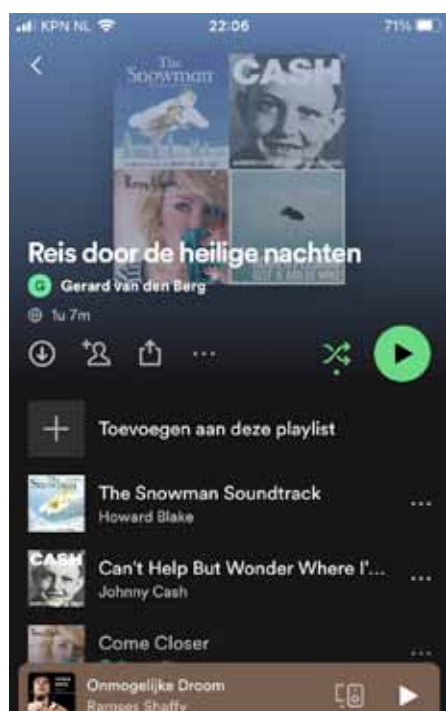 KPN NL 22:06 71%
The
Snowman
CASH
Reis door de heilige nachten
G Gerard van den Berg
1u 7m
Toevoegen aan deze playlist
The Snowman Soundtrack
Howard Blake
CASH
Can't Help But Wonder Where I'...
Johnny Cash
Come Closer
Onmogelijke Droom
Ramses Shaffy